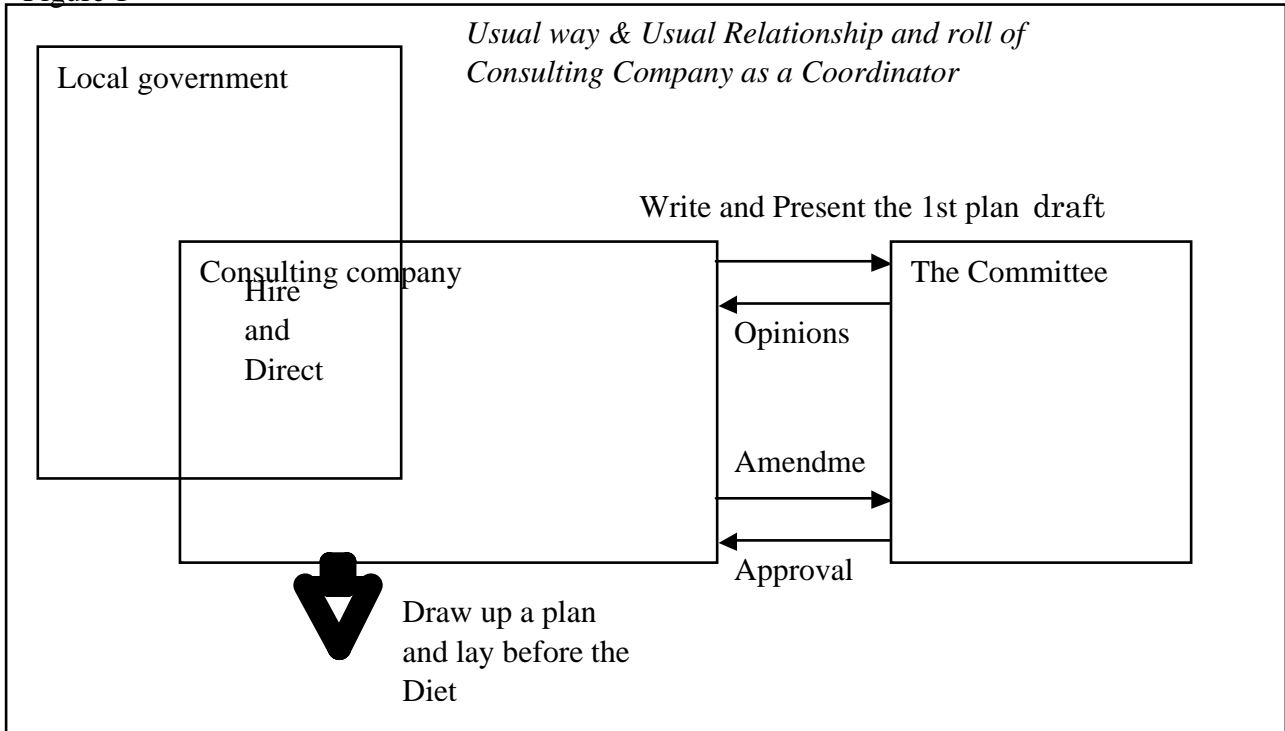 Usual way & Usual Relationship and roll of
Consulting Company as a Coordinator
Local government
Write and Present the 1st plan draft
Consulting company
Hire
and
Direct
The Committee
Opinions
Amendme
Approval
Draw up a plan
and lay before the
Diet